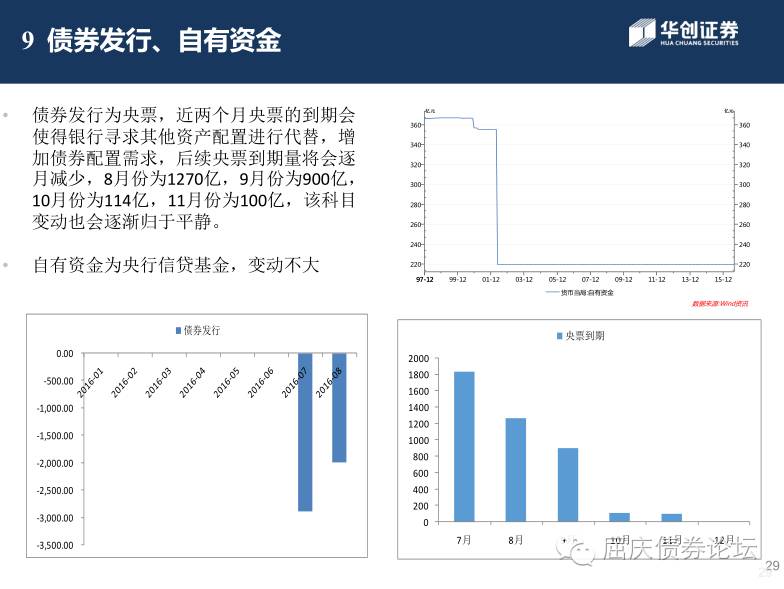 9 债券发行、自有资金
华创证券
HUA CHUANG SECURITIES
• 债券发行为央票，近两个月央票的到期会
使得银行寻求其他资产配置进行代替，增
加债券配置需求，后续央票到期量将会逐
月减少，8月份为1270亿，9月份为900亿，
10月份为114亿，11月份为100亿，该科目
变动也会逐渐归于平静。
• 自有资金为央行信贷基金，变动不大
亿元 亿元
360 360
340 340
320 320
300 300
280 280
260 260
240 240
220 220
97-12 99-12 01-12 03-12 05-12 07-12 09-12 11-12 13-12 15-12
货币当局:自有资金
数据来源:Wind资讯
债券发行
0.00
-500.00
-1,000.00
-1,500.00
-2,000.00
-2,500.00
-3,000.00
-3,500.00
2016-01 2016-02 2016-03 2016-04 2016-05 2016-06 2016-07 2016-08
央票到期
2000
1800
1600
1400
1200
1000
800
600
400
200
0
7月 8月 10月 11月 12月
屈庆债券论坛
29